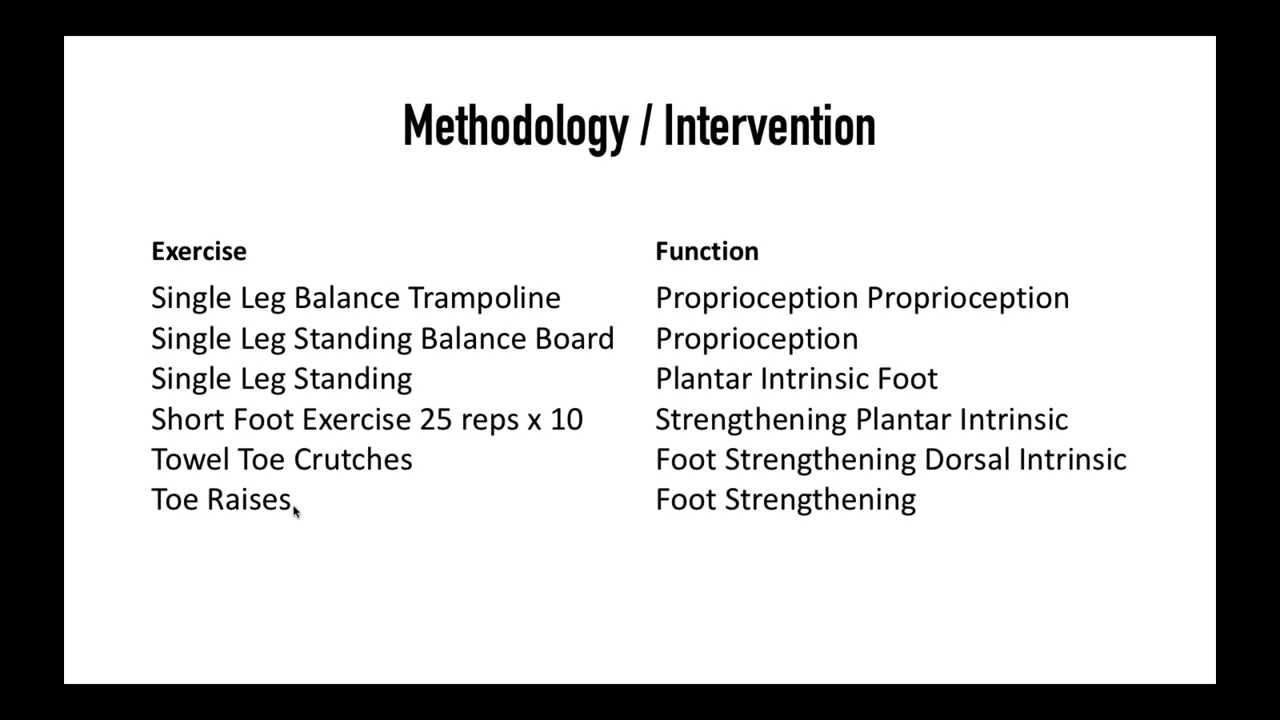 Methodology / Intervention
Exercise
Single Leg Balance Trampoline
Single Leg Standing Balance Board
Single Leg Standing
Short Foot Exercise 25 reps x 10
Towel Toe Crutches
Toe Raises
Function
Proprioception Proprioception
Proprioception
Plantar Intrinsic Foot
Strengthening Plantar Intrinsic
Foot Strengthening Dorsal Intrinsic
Foot Strengthening